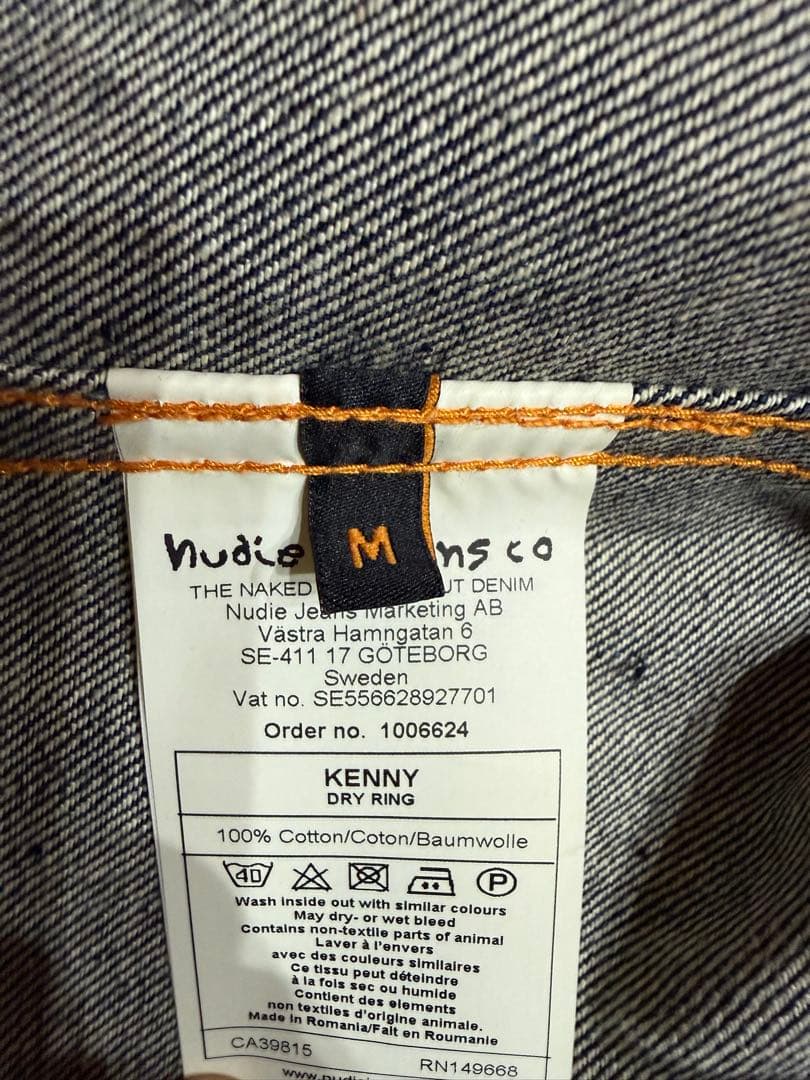 M
nudie ns co
THE NAKED UT DENIM
Nudie Jeans Marketing AB
Västra Hamngatan 6
SE-411 17 GÖTEBORG
Sweden
Vat no. SE556628927701
Order no. 1006624
KENNY
DRY RING
100% Cotton/Coton/Baumwolle
40 P
Wash inside out with similar colours
May dry- or wet bleed
Contains non-textile parts of animal
Laver à l'envers
avec des couleurs similaires
Ce tissu peut déteindre
à la fois sec ou humide
Contient des elements
non textiles d'origine animale.
Made in Romania/Fait en Roumanie
CA39815
RN149668